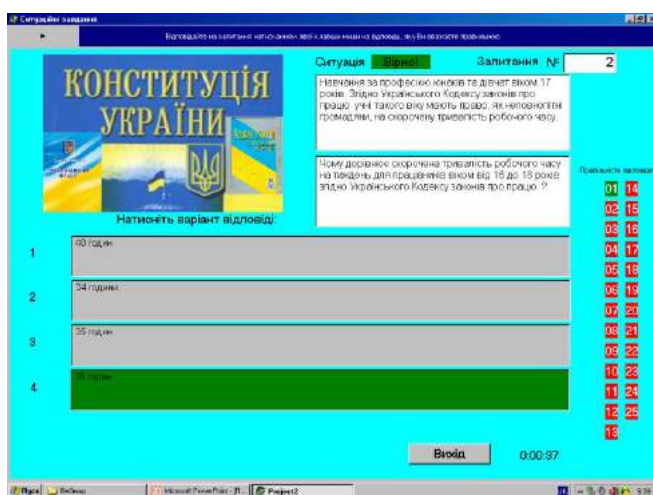 Ситуаційні завдання
Відповідайте на запитання натисканням лівої клавіші миші на відповідь, яку Ви вважаєте правильною
Ситуація Вірно! Запитання № 2
КОНСТИТУЦІЯ
УКРАЇНИ
Навчання за професією юнаків та дівчат віком 17
років. Згідно Українського Кодексу законів про
працю учні такого віку мають право, як неповнолітні
громадяни, на скорочену тривалість робочого часу.
Чому дорівнює скорочена тривалість робочого часу
на тиждень для працівників віком від 16 до 18 років
згідно Українського Кодексу законів про працю ?
Натисніть варіант відповіді:
Правильність відповіді
01 14
02 15
03 16
04 17
05 18
06 19
07 20
08 21
09 22
10 23
11 24
12 25
13
1 40 годин
2 34 години
3 35 годин
4 годин
Вихід 0:00:97
Пуск Вебінар Microsoft PowerPoint - [П... Project2